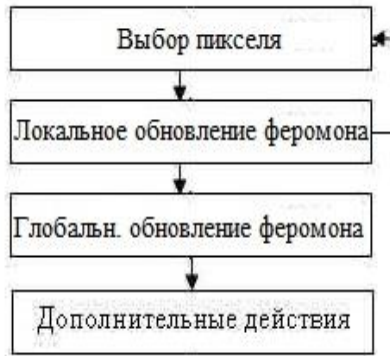 Выбор пикселя
Локальное обновление феромона
Глобальн. обновление феромона
Дополнительные действия